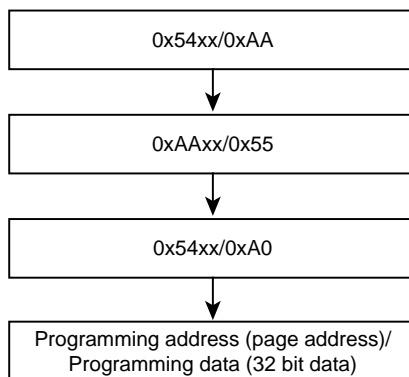 0x54xx/0xAA
0xAAxx/0x55
0x54xx/0xA0
Programming address (page address)/
Programming data (32 bit data)